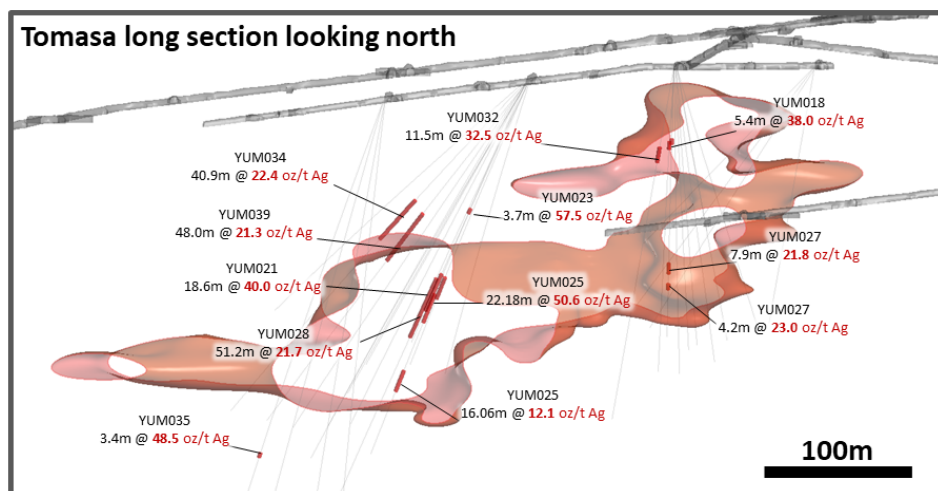 Tomasa long section looking north
YUM018
5.4m @ 38.0 oz/t Ag
YUM032
11.5m @ 32.5 oz/t Ag
YUM034
40.9m @ 22.4 oz/t Ag
YUM023
3.7m @ 57.5 oz/t Ag
YUM039
48.0m @ 21.3 oz/t Ag
YUM027
7.9m @ 21.8 oz/t Ag
YUM021
18.6m @ 40.0 oz/t Ag
YUM025
22.18m @ 50.6 oz/t Ag
YUM027
4.2m @ 23.0 oz/t Ag
YUM028
51.2m @ 21.7 oz/t Ag
YUM025
16.06m @ 12.1 oz/t Ag
YUM035
3.4m @ 48.5 oz/t Ag
100m